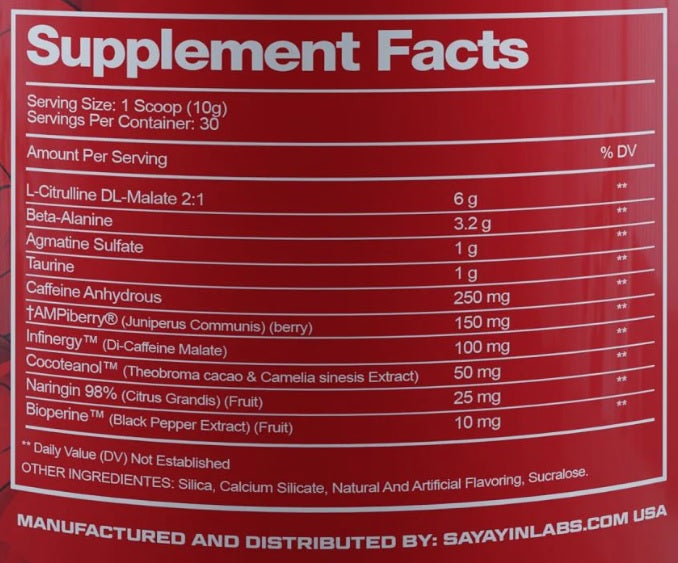 Supplement Facts
Serving Size: 1 Scoop (10g)
Servings Per Container: 30
Amount Per Serving % DV
L-Citrulline DL-Malate 2:1 6 g **
Beta-Alanine 3.2 g **
Agmatine Sulfate 1 g **
Taurine 1 g **
Caffeine Anhydrous 250 mg **
†AMPiberry® (Juniperus Communis) (berry) 150 mg **
Infinergy™ (Di-Caffeine Malate) 100 mg **
Cocoteanol™ (Theobroma cacao & Camelia sinesis Extract) 50 mg **
Naringin 98% (Citrus Grandis) (Fruit) 25 mg **
Bioperine™ (Black Pepper Extract) (Fruit) 10 mg **
** Daily Value (DV) Not Established
OTHER INGREDIENTES: Silica, Calcium Silicate, Natural And Artificial Flavoring, Sucralose.
MANUFACTURED AND DISTRIBUTED BY: SAYAYINLABS.COM USA